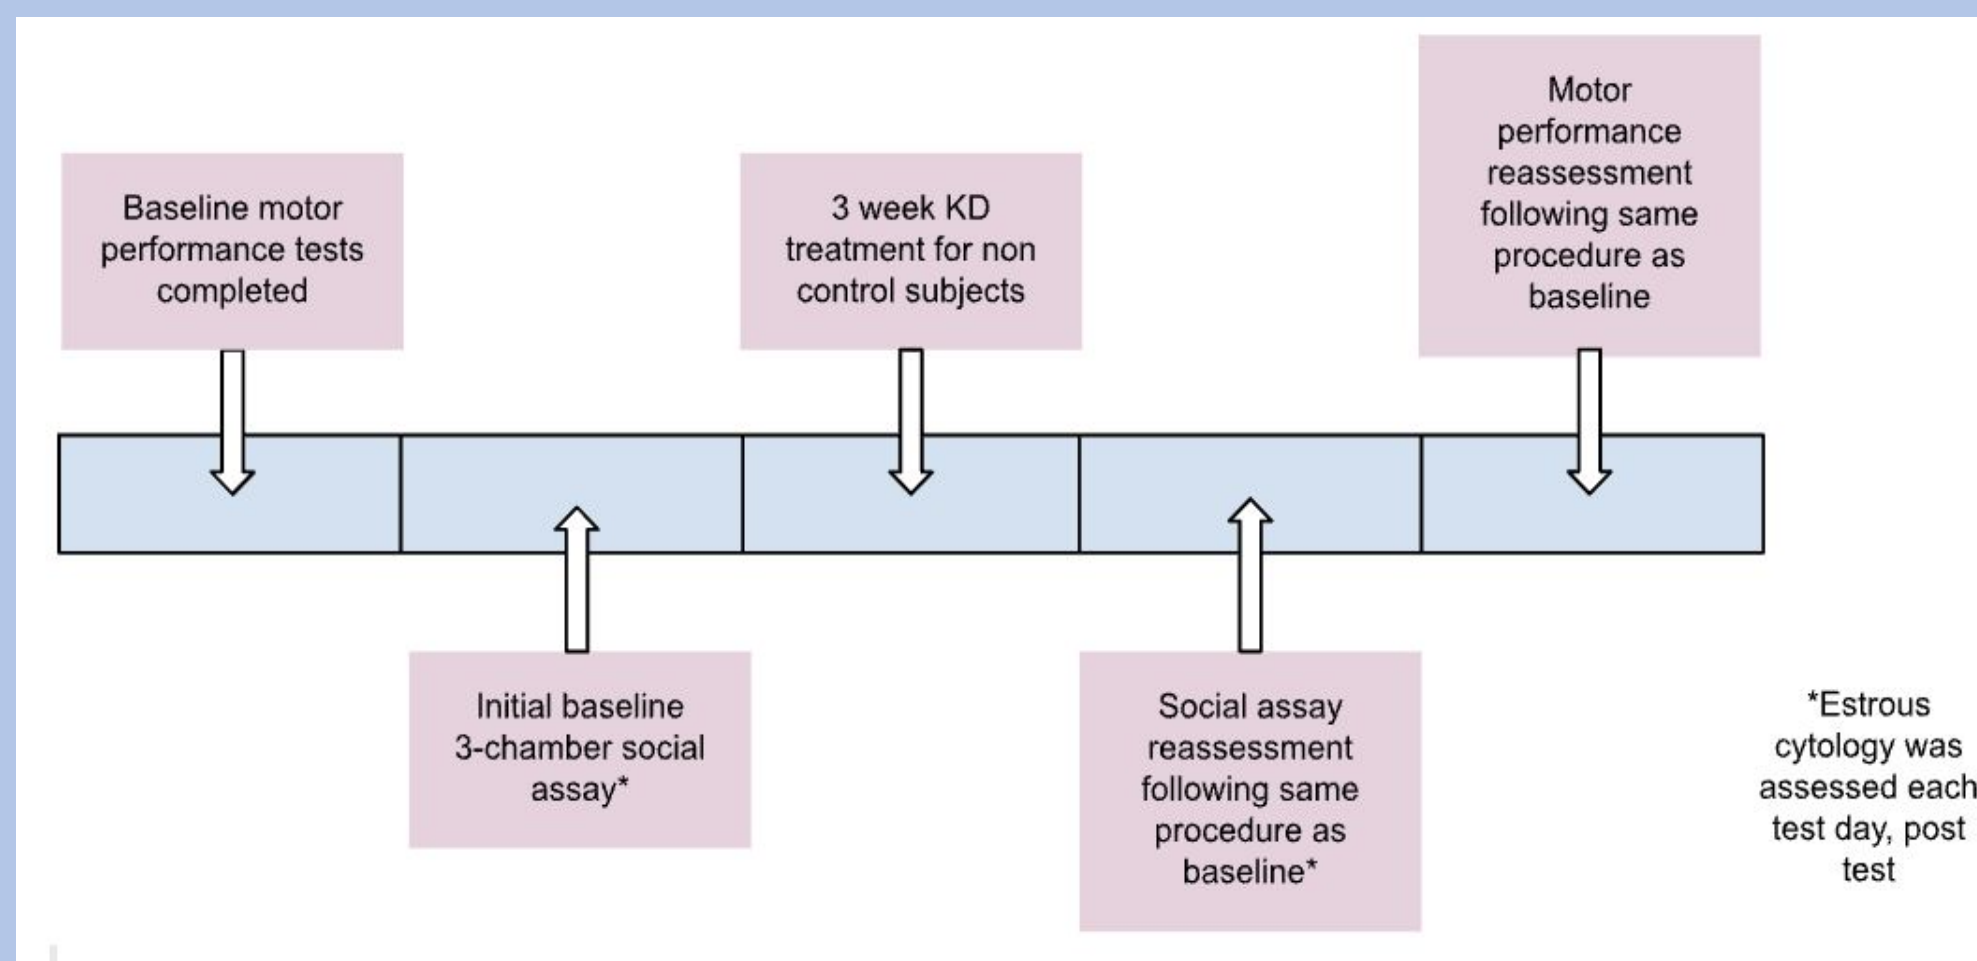 Baseline motor
performance tests
completed
Initial baseline
3-chamber social
assay*
3 week KD
treatment for non
control subjects
Social assay
reassessment
following same
procedure as
baseline*
Motor
performance
reassessment
following same
procedure as
baseline
*Estrous
cytology was
assessed each
test day, post
test